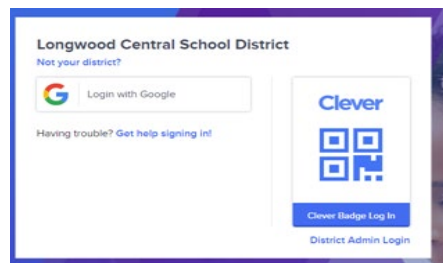 Longwood Central School District
Not your district?
Login with Google
Having trouble? Get help signing in!
Clever
Clever Badge Log In
District Admin Login